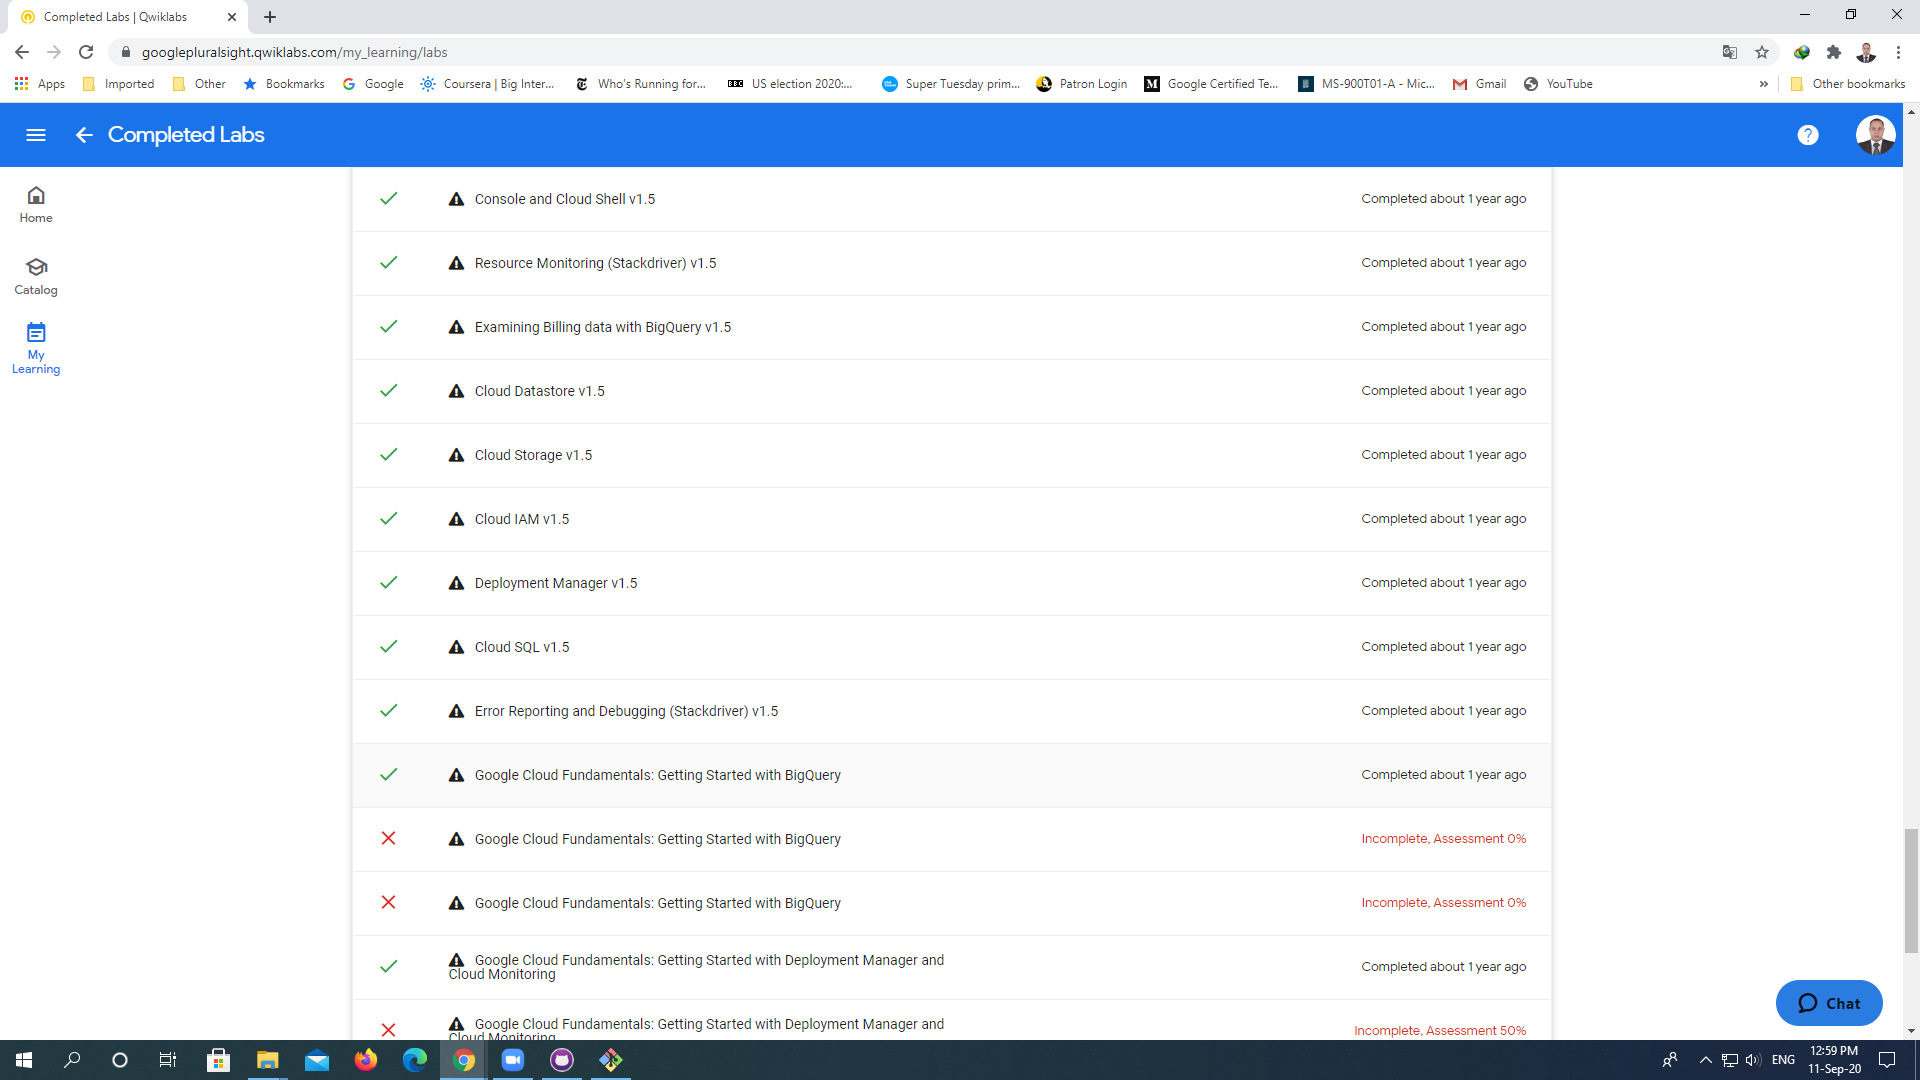 Completed Labs | Qwiklabs
googlepluralsight.qwiklabs.com/my_learning/labs
Apps Imported Other Bookmarks Google Coursera | Big Inter... Who's Running for... BBC US election 2020:... Super Tuesday prim... Patron Login Google Certified Te... MS-900T01-A - Mic... Gmail YouTube » Other bookmarks
Completed Labs
Home
Catalog
My
Learning
Console and Cloud Shell v1.5 Completed about 1 year ago
Resource Monitoring (Stackdriver) v1.5 Completed about 1 year ago
Examining Billing data with BigQuery v1.5 Completed about 1 year ago
Cloud Datastore v1.5 Completed about 1 year ago
Cloud Storage v1.5 Completed about 1 year ago
Cloud IAM v1.5 Completed about 1 year ago
Deployment Manager v1.5 Completed about 1 year ago
Cloud SQL v1.5 Completed about 1 year ago
Error Reporting and Debugging (Stackdriver) v1.5 Completed about 1 year ago
Google Cloud Fundamentals: Getting Started with BigQuery Completed about 1 year ago
Google Cloud Fundamentals: Getting Started with BigQuery Incomplete, Assessment 0%
Google Cloud Fundamentals: Getting Started with BigQuery Incomplete, Assessment 0%
Google Cloud Fundamentals: Getting Started with Deployment Manager and
Cloud Monitoring Completed about 1 year ago
Google Cloud Fundamentals: Getting Started with Deployment Manager and
Cloud Monitoring Incomplete, Assessment 50%
Chat
ENG
12:59 PM
11-Sep-20